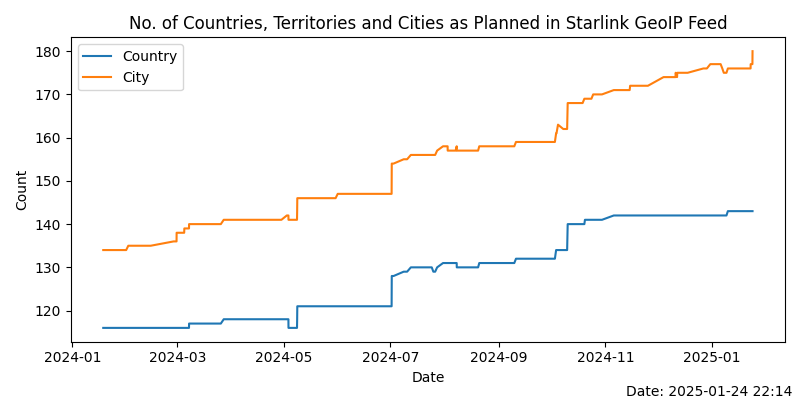 No. of Countries, Territories and Cities as Planned in Starlink GeoIP Feed
Country
City
180
170
160
150
140
130
120
Count
2024-01 2024-03 2024-05 2024-07 2024-09 2024-11 2025-01
Date
Date: 2025-01-24 22:14